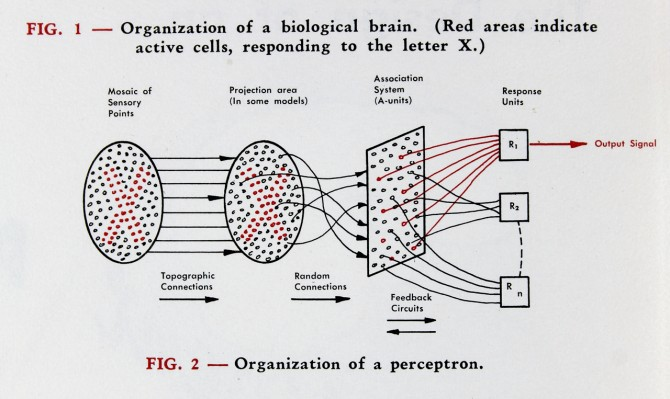 FIG. 1 — Organization of a biological brain. (Red areas indicate
active cells, responding to the letter X.)
Mosaic of
Sensory
Points
Projection area
(In some models)
Association
System
(A-units)
Response
Units
R1
Output Signal
R2
R n
Topographic
Connections
Random
Connections
Feedback
Circuits
FIG. 2 — Organization of a perceptron.